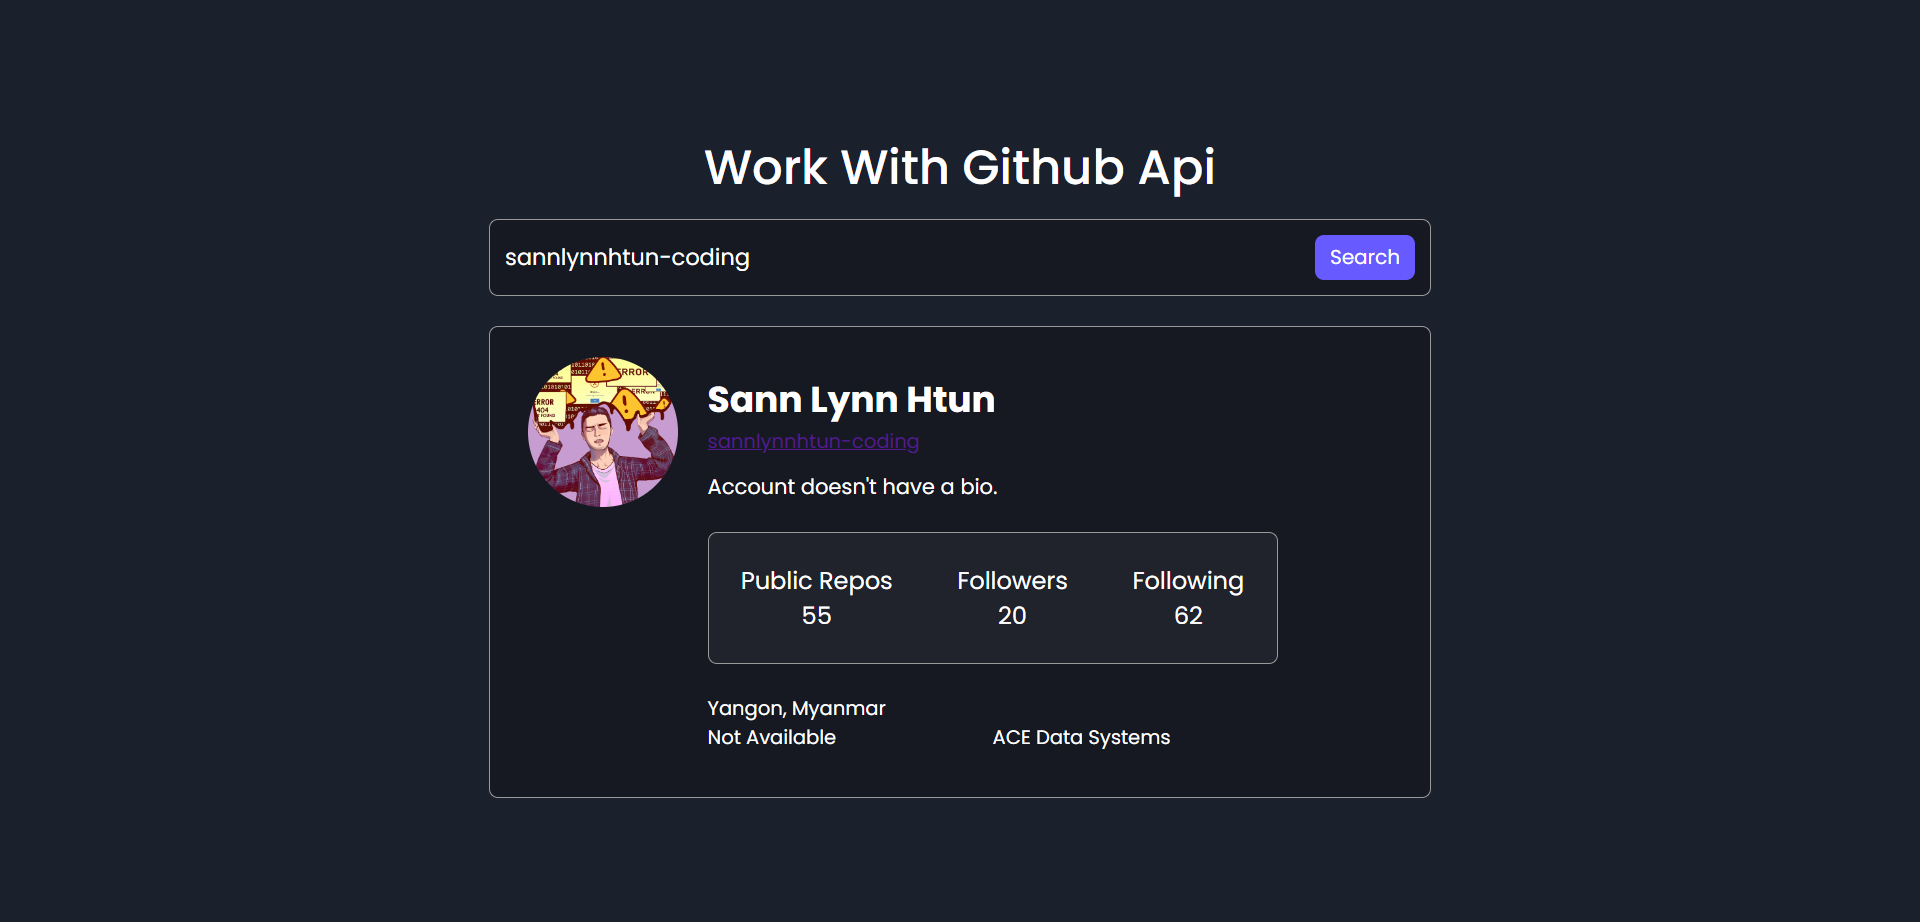 Work With Github Api
sannlynnhtun-coding
Search
ERROR
ERROR
404
Sann Lynn Htun
sannlynnhtun-coding
Account doesn't have a bio.
Public Repos Followers Following
55 20 62
Yangon, Myanmar
Not Available ACE Data Systems